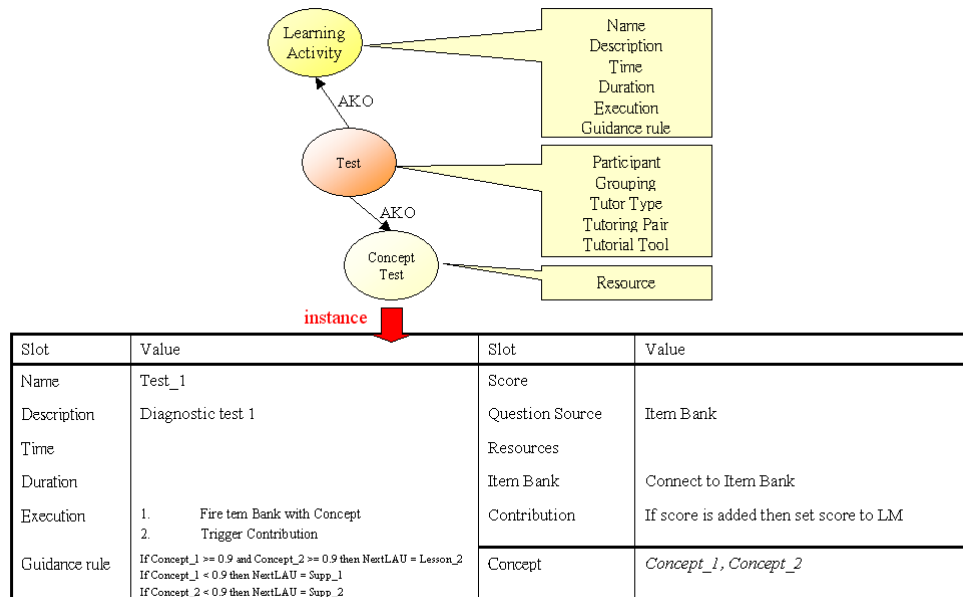 Learning
Activity
Name
Description
Time
Duration
Execution
Guidance rule
AKO
Test
Participant
Grouping
Tutor Type
Tutoring Pair
Tutorial Tool
AKO
Concept
Test
Resource
instance
Slot Value Slot Value
Name Test_1 Score
Description Diagnostic test 1 Question Source Item Bank
Time Resources
Duration Item Bank Connect to Item Bank
Execution 1. Fire tem Bank with Concept Contribution If score is added then set score to LM
2. Trigger Contribution
Guidance rule If Concept_1 >= 0.9 and Concept_2 >= 0.9 then NextLAU = Lesson_2 Concept Concept_1, Concept_2
If Concept_1 < 0.9 then NextLAU = Supp_1
If Concept_2 < 0.9 then NextLAU = Supp_2